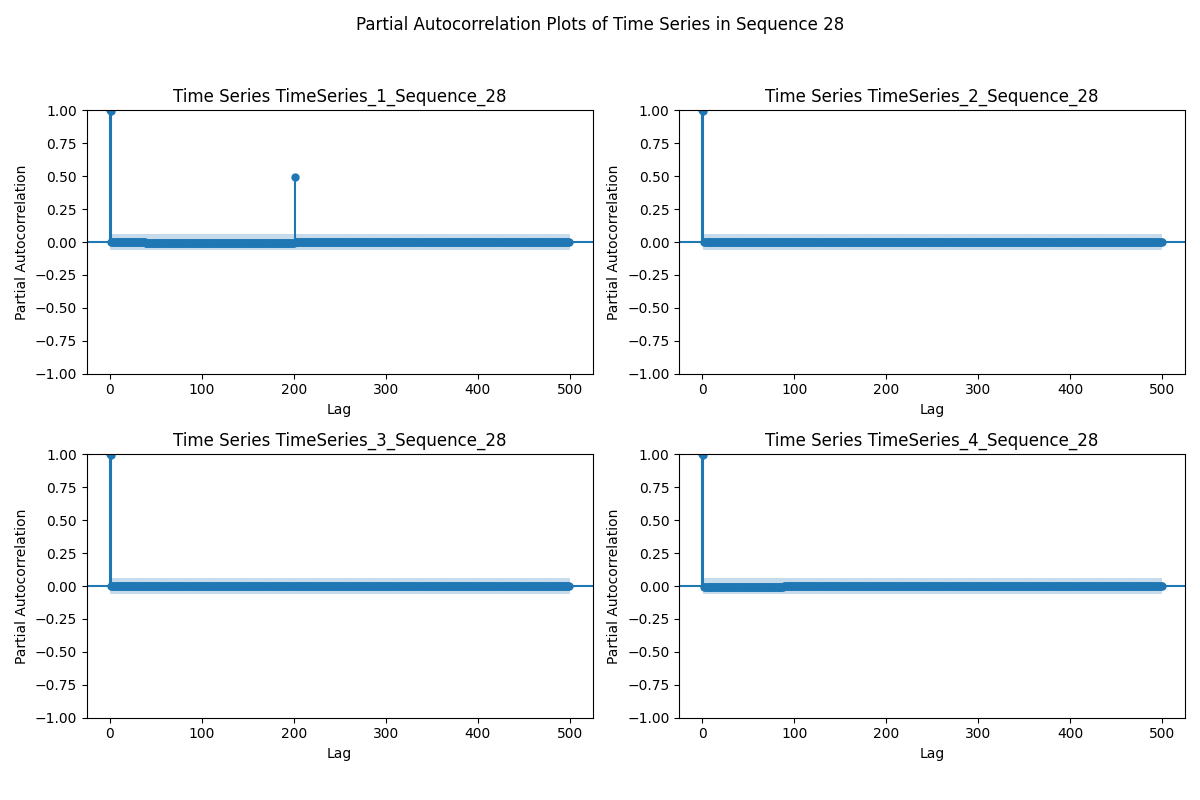 Partial Autocorrelation Plots of Time Series in Sequence 28
Time Series TimeSeries_1_Sequence_28
Partial Autocorrelation
1.00
0.75
0.50
0.25
0.00
−0.25
−0.50
−0.75
−1.00
0 100 200 300 400 500
Lag
Time Series TimeSeries_2_Sequence_28
Partial Autocorrelation
1.00
0.75
0.50
0.25
0.00
−0.25
−0.50
−0.75
−1.00
0 100 200 300 400 500
Lag
Time Series TimeSeries_3_Sequence_28
Partial Autocorrelation
1.00
0.75
0.50
0.25
0.00
−0.25
−0.50
−0.75
−1.00
0 100 200 300 400 500
Lag
Time Series TimeSeries_4_Sequence_28
Partial Autocorrelation
1.00
0.75
0.50
0.25
0.00
−0.25
−0.50
−0.75
−1.00
0 100 200 300 400 500
Lag